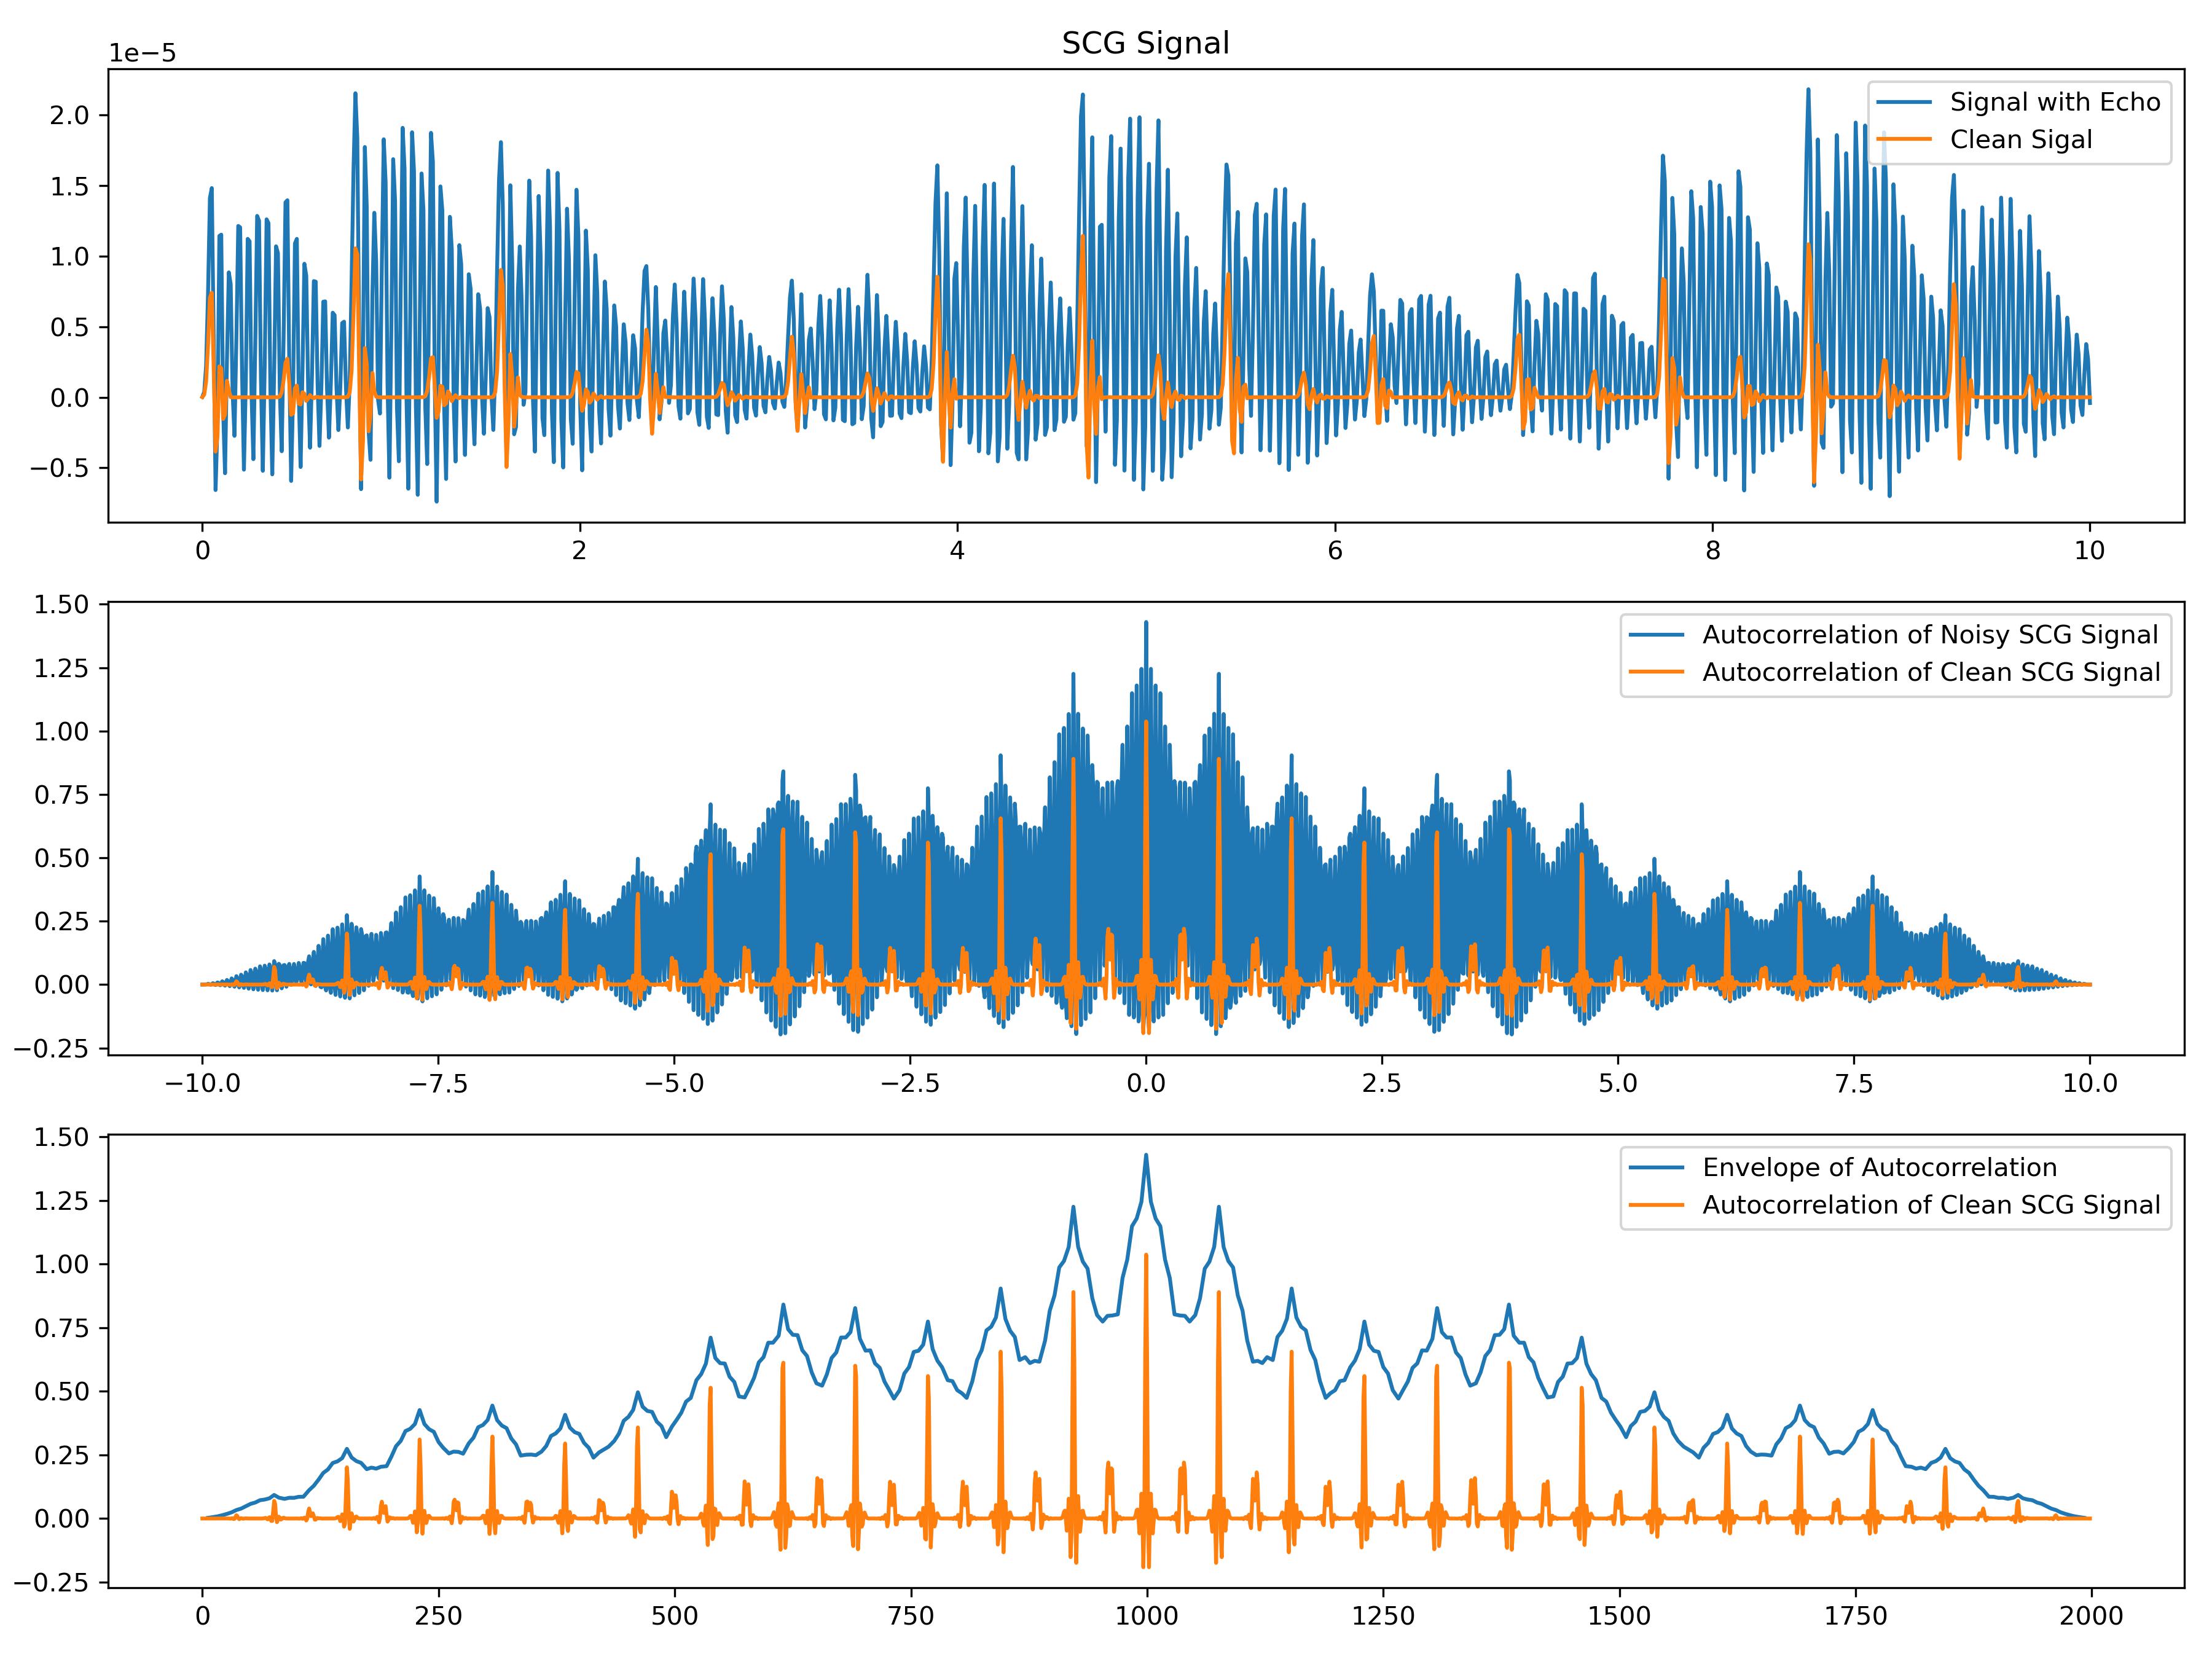 SCG Signal
1e−5
2.0
1.5
1.0
0.5
0.0
−0.5
Signal with Echo
Clean Sigal
0 2 4 6 8 10
1.50
1.25
1.00
0.75
0.50
0.25
0.00
−0.25
Autocorrelation of Noisy SCG Signal
Autocorrelation of Clean SCG Signal
−10.0 −7.5 −5.0 −2.5 0.0 2.5 5.0 7.5 10.0
1.50
1.25
1.00
0.75
0.50
0.25
0.00
−0.25
Envelope of Autocorrelation
Autocorrelation of Clean SCG Signal
0 250 500 750 1000 1250 1500 1750 2000